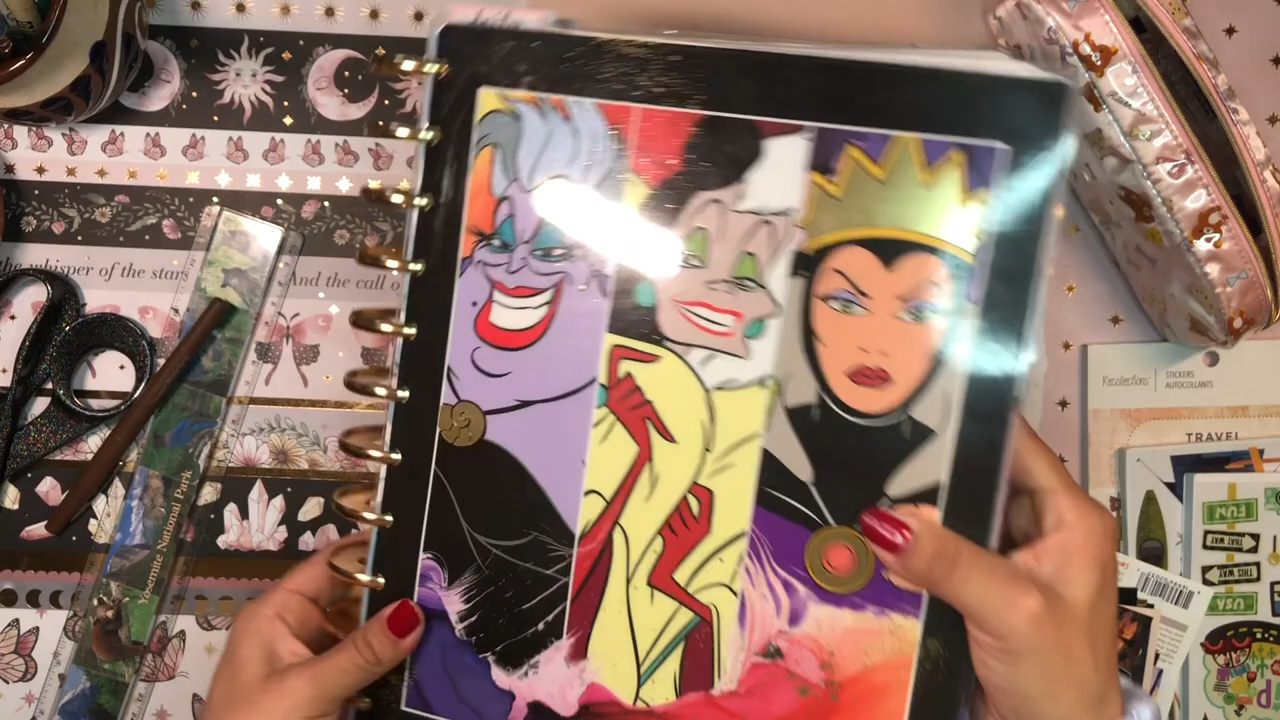 the whisper of the stars
And the call o
Yosemite National Park
Recollections
STICKERS
AUTOCOLLANTS
TRAVEL
FUN
THAT WAY
THIS WAY
USA